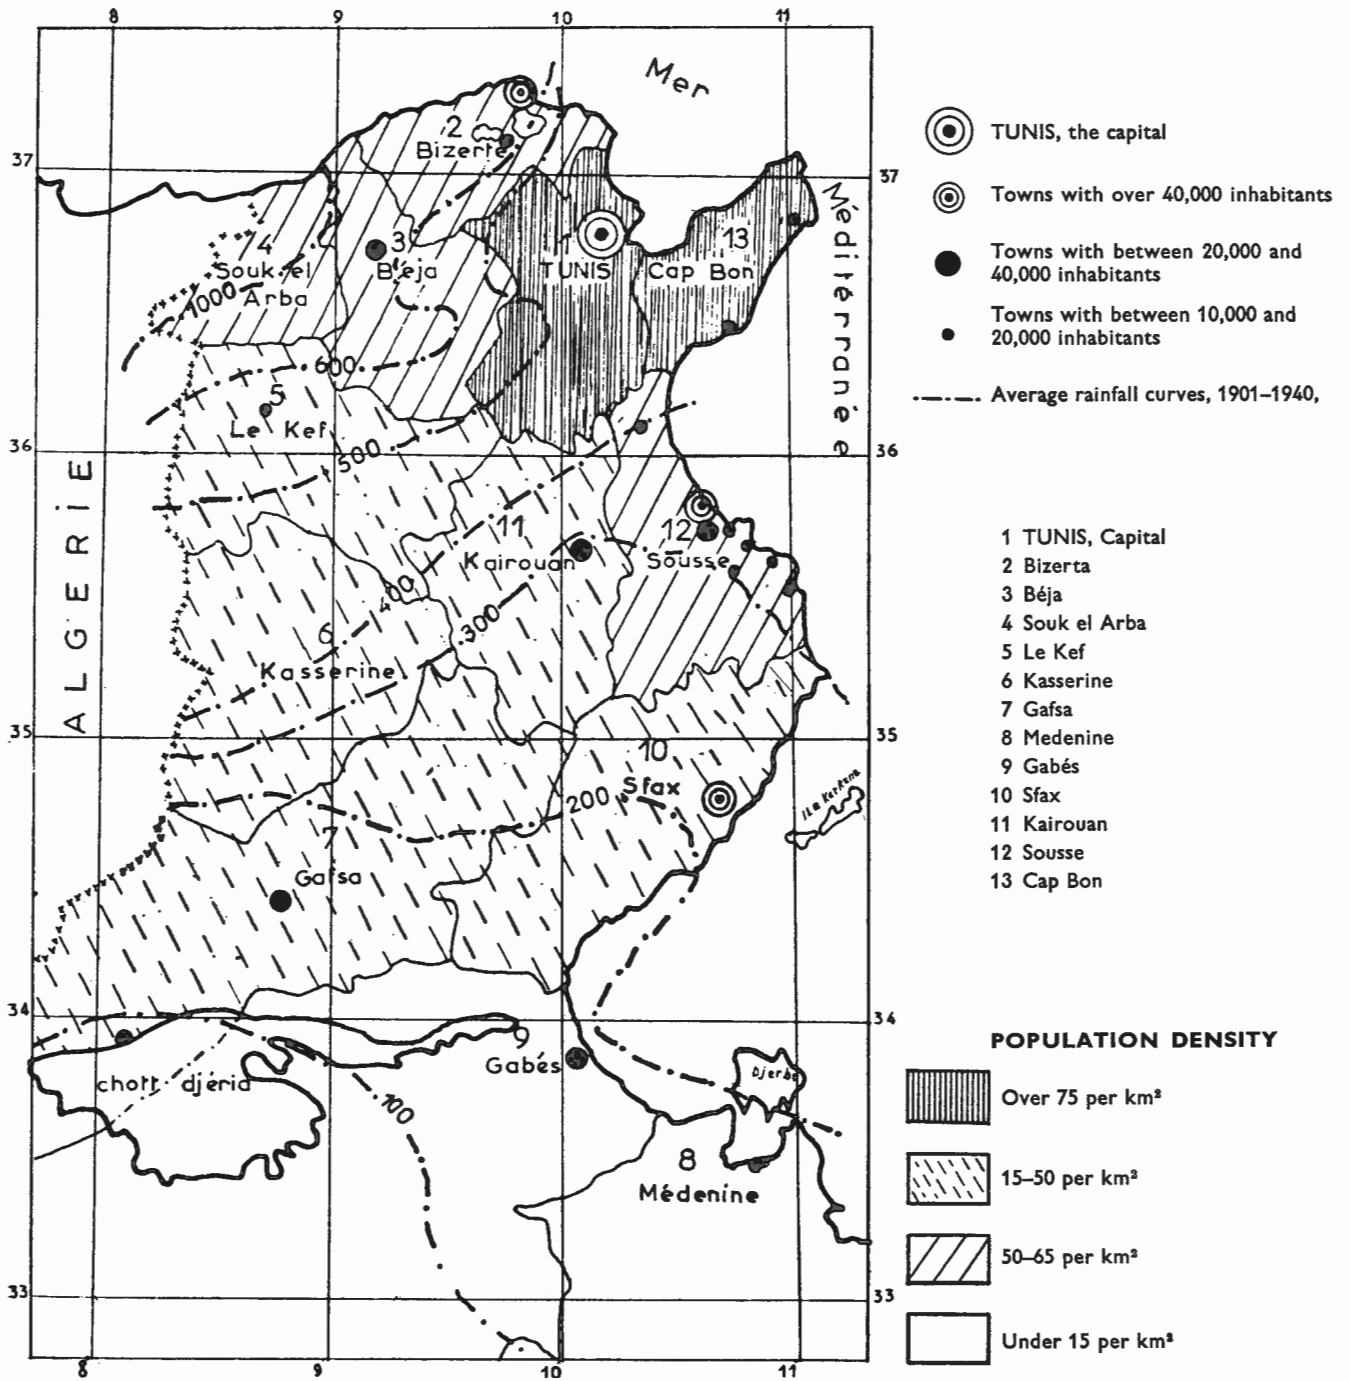 8 9 10 11
Mer
Méditérranée
37 37
2
Bizerte
3
Béja
4
Souk el
Arba
1000
TUNIS
13
Cap Bon
600
5
Le Kef
500
36 36
ALGERIE
11
Kairouan
12
Sousse
400
300
6
Kasserine
35 35
10
Sfax
200
7
Gafsa
34 34
9
Gabés
chott djérid
100
Djerba
8
Médenine
33 33
8 9 10 11
TUNIS, the capital
Towns with over 40,000 inhabitants
Towns with between 20,000 and
40,000 inhabitants
Towns with between 10,000 and
20,000 inhabitants
Average rainfall curves, 1901–1940,
1 TUNIS, Capital
2 Bizerta
3 Béja
4 Souk el Arba
5 Le Kef
6 Kasserine
7 Gafsa
8 Medenine
9 Gabés
10 Sfax
11 Kairouan
12 Sousse
13 Cap Bon
POPULATION DENSITY
Over 75 per km²
15–50 per km²
50–65 per km²
Under 15 per km²